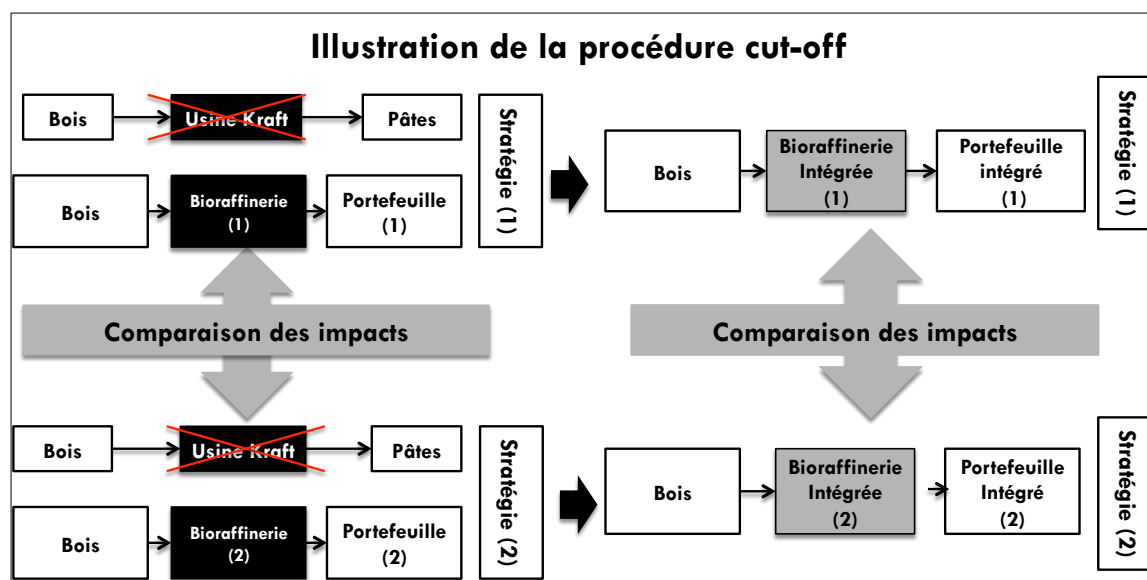 Illustration de la procédure cut-off
Bois
Usine Kraft
Pâtes
Bois
Bioraffinerie
(1)
Portefeuille
(1)
Stratégie (1)
Bois
Bioraffinerie
Intégrée
(1)
Portefeuille
intégré
(1)
Stratégie (1)
Comparaison des impacts
Comparaison des impacts
Bois
Usine Kraft
Pâtes
Bois
Bioraffinerie
(2)
Portefeuille
(2)
Stratégie (2)
Bois
Bioraffinerie
Intégrée
(2)
Portefeuille
Intégré
(2)
Stratégie (2)